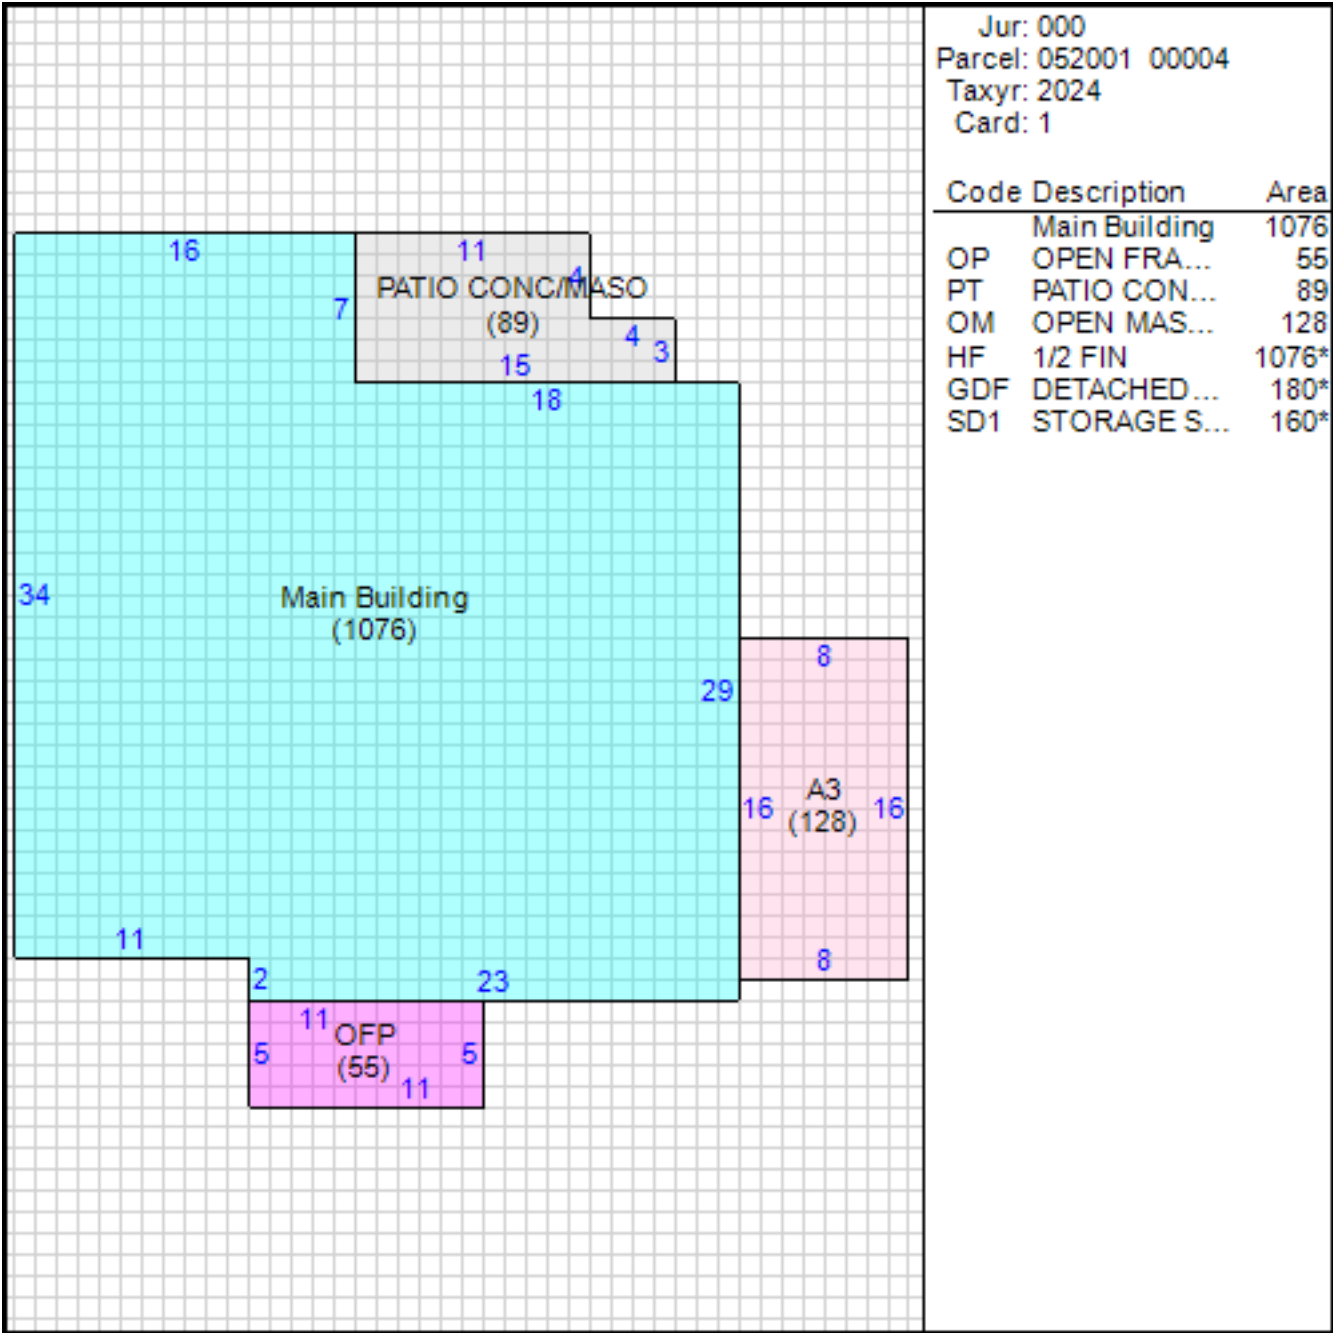 Jur: 000
Parcel: 052001 00004
Taxyr: 2024
Card: 1
Code Description Area
Main Building 1076
OP OPEN FRA... 55
PT PATIO CON... 89
OM OPEN MAS... 128
HF 1/2 FIN 1076*
GDF DETACHED... 180*
SD1 STORAGE S... 160*
16
11
4
7
PATIO CONC/MASO
(89)
4
3
15
18
34
Main Building
(1076)
29
8
16
A3
(128)
16
8
11
2
23
11
OFP
(55)
5
5
11